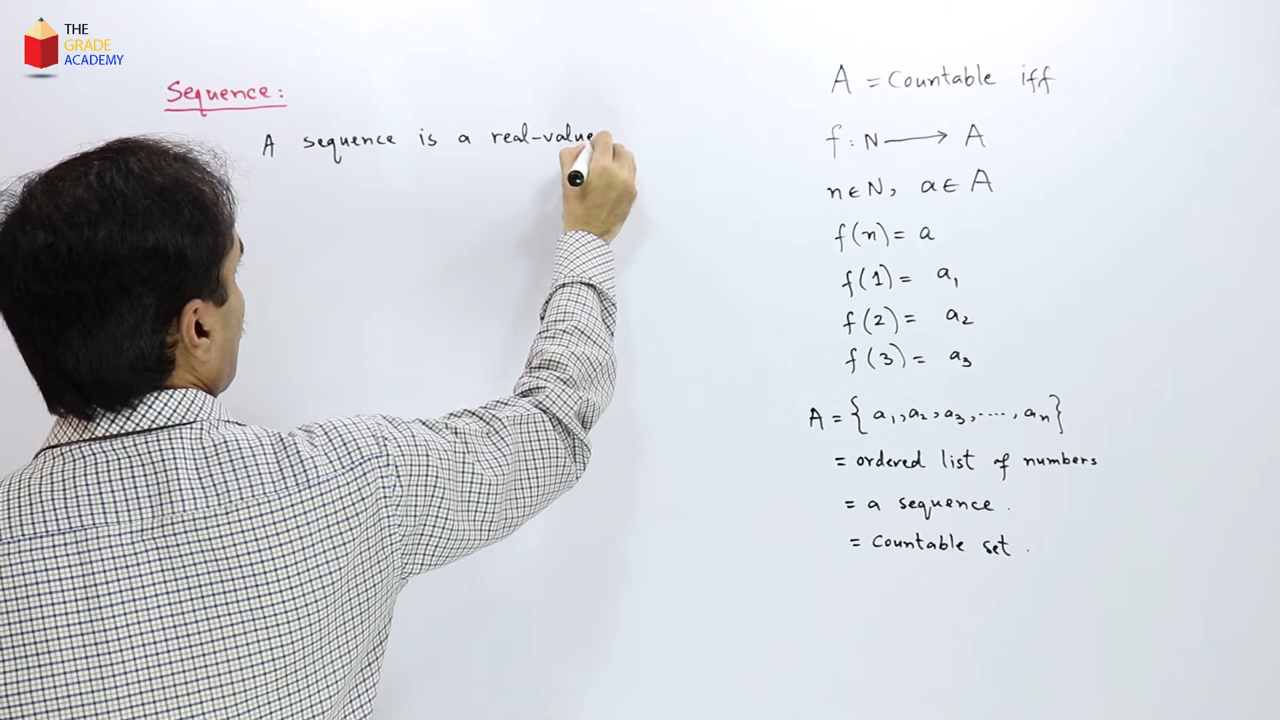 THE
GRADE
ACADEMY
Sequence:
A sequence is a real-value
A = Countable iff
f : N ⟶ A
n ∈ N, a ∈ A
f(n) = a
f(1) = a₁
f(2) = a₂
f(3) = a₃
A = { a₁, a₂, a₃, ...., aₙ}
= ordered list of numbers
= a sequence .
= Countable set .